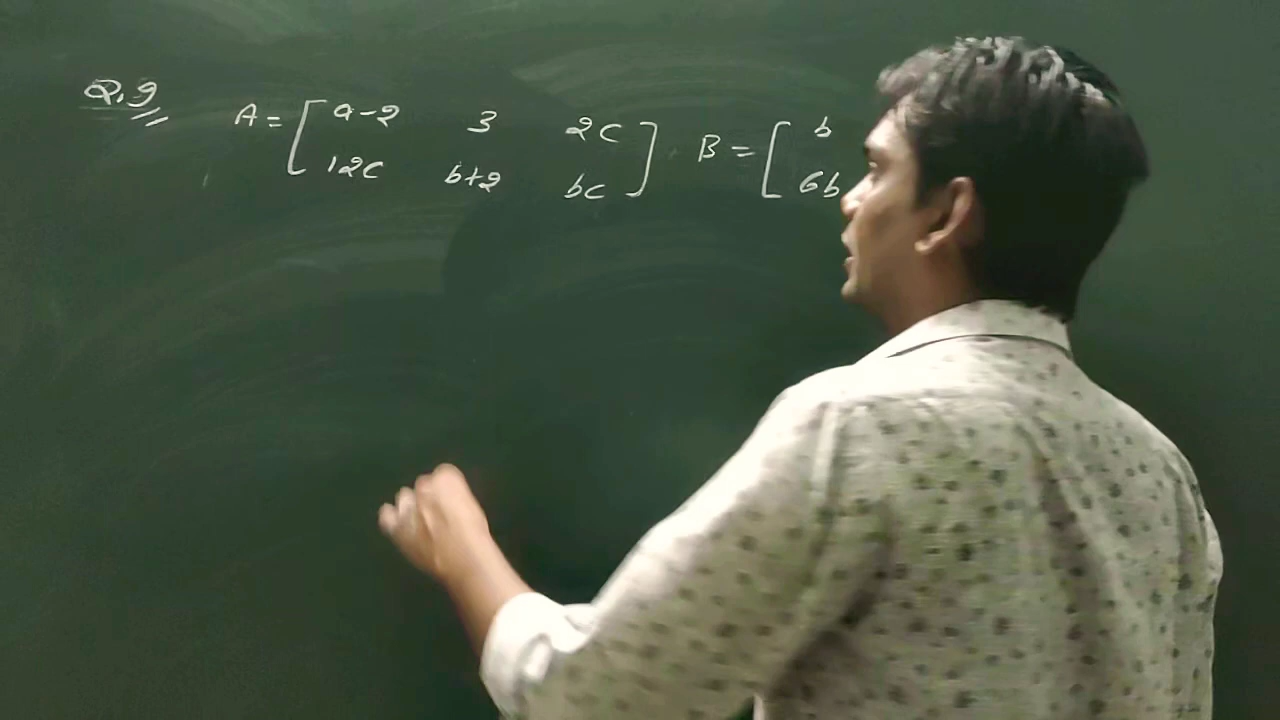 Q.9
A = [ a-2 3 2c ] B = [ b
12c b+2 bc 6b